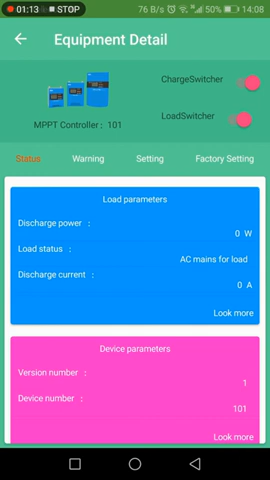 01:13 STOP 76 B/s 50% 14:08
Equipment Detail
ChargeSwitcher
LoadSwitcher
MPPT Controller： 101
Status Warning Setting Factory Setting
Load parameters
Discharge power ：
0 W
Load status ：
AC mains for load
Discharge current ：
0 A
Look more
Device parameters
Version number ：
1
Device number ：
101
Look more